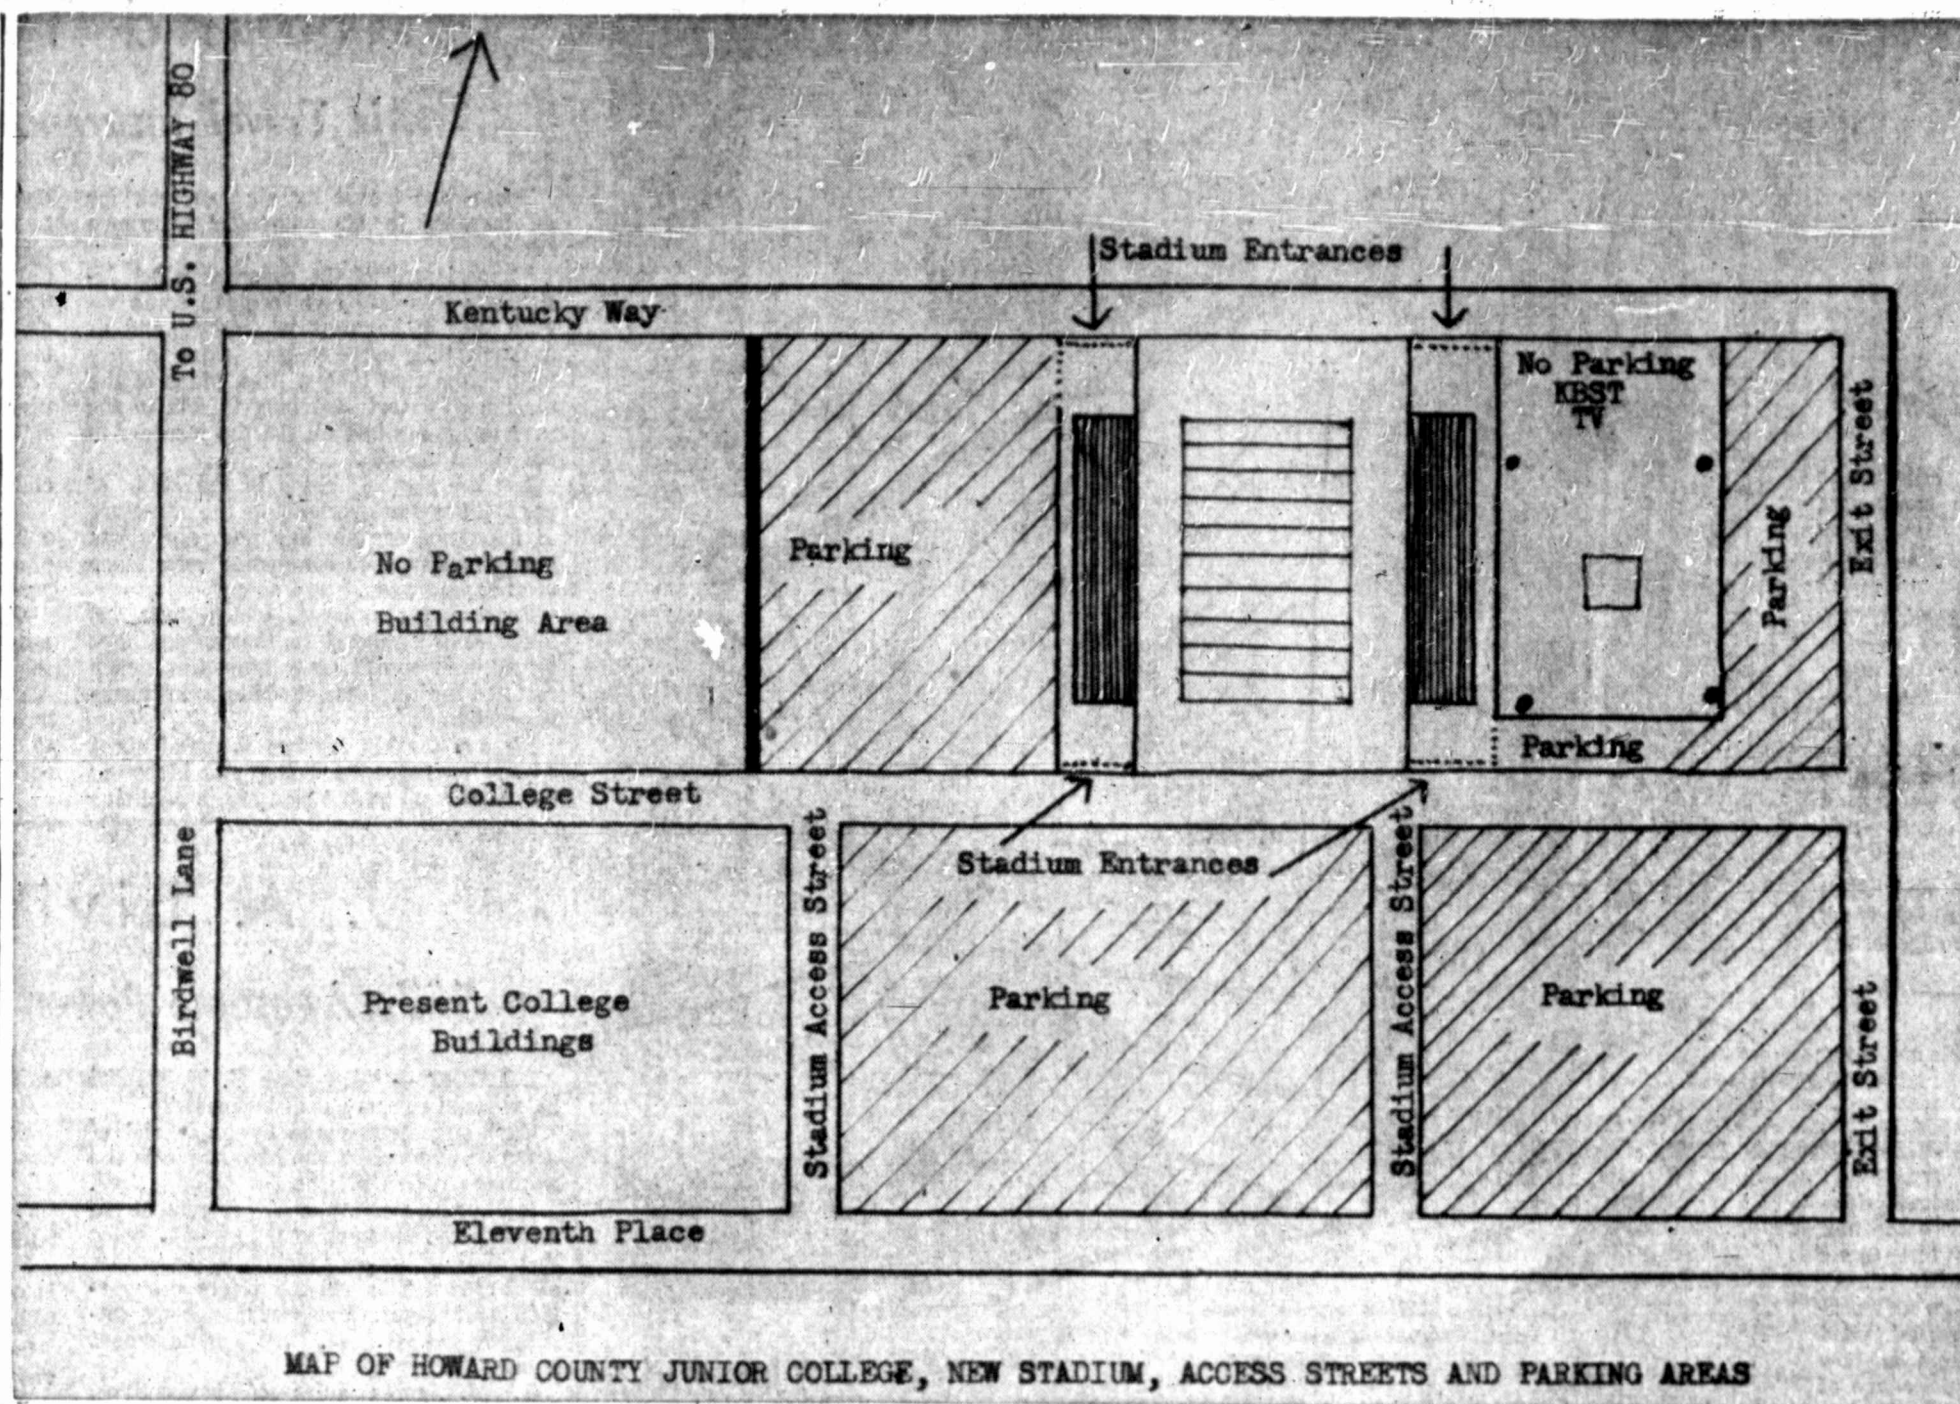 To U.S. HIGHWAY 80
Stadium Entrances
Kentucky Way
No Parking
KBST
TV
Exit Street
Parking
Parking
No Parking
Building Area
Parking
College Street
Stadium Entrances
Birdwell Lane
Stadium Access Street
Stadium Access Street
Present College
Buildings
Parking
Parking
Exit Street
Eleventh Place
MAP OF HOWARD COUNTY JUNIOR COLLEGE, NEW STADIUM, ACCESS STREETS AND PARKING AREAS